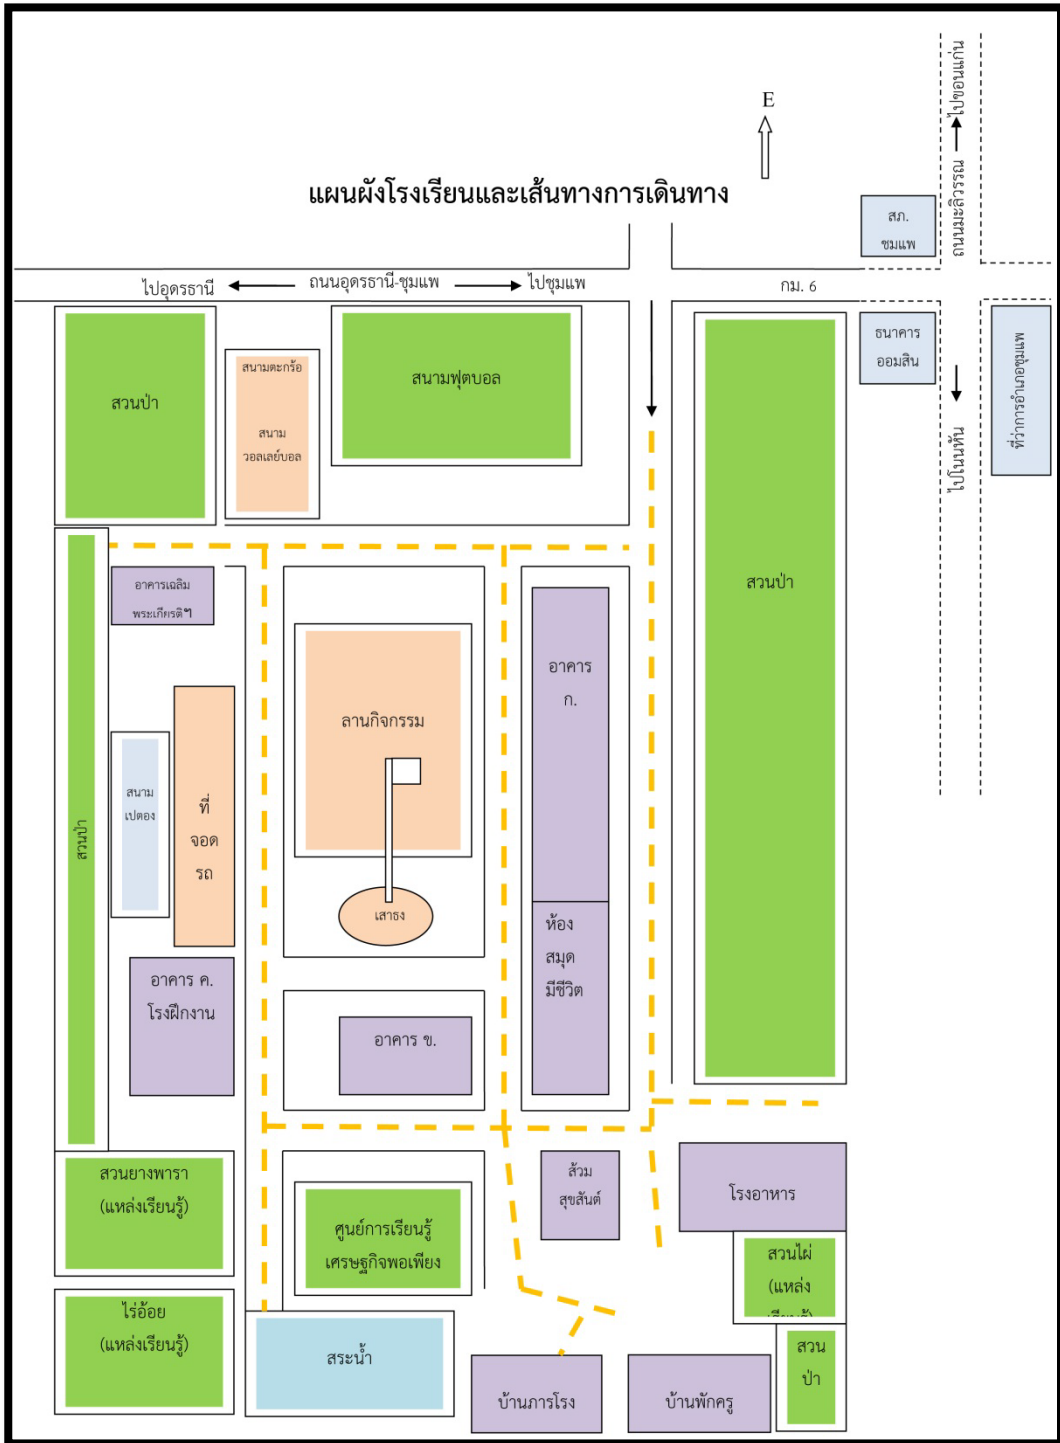 E
ไปขอนแก่น
ถนนมะลิวรรณ
แผนผังโรงเรียนและเส้นทางการเดินทาง
สภ.
ชมแพ
ไปอุดรธานี
ถนนอุดรธานี-ชุมแพ
ไปชุมแพ
กม. 6
ธนาคาร
ออมสิน
ที่ว่าการอำเภอชุมแพ
ไปโนนหัน
สวนป่า
สนามตะกร้อ
สนาม
วอลเลย์บอล
สนามฟุตบอล
สวนป่า
อาคารเฉลิม
พระเกียรติฯ
อาคาร
ก.
ลานกิจกรรม
สนาม
เปตอง
ที่
จอด
รถ
สวนป่า
เสาธง
ห้อง
สมุด
มีชีวิต
อาคาร ค.
โรงฝึกงาน
อาคาร ข.
สวนยางพารา
(แหล่งเรียนรู้)
ส้วม
สุขสันต์
โรงอาหาร
ศูนย์การเรียนรู้
เศรษฐกิจพอเพียง
สวนไผ่
(แหล่ง
ไร่อ้อย
(แหล่งเรียนรู้)
สระน้ำ
สวน
ป่า
บ้านภารโรง
บ้านพักครู